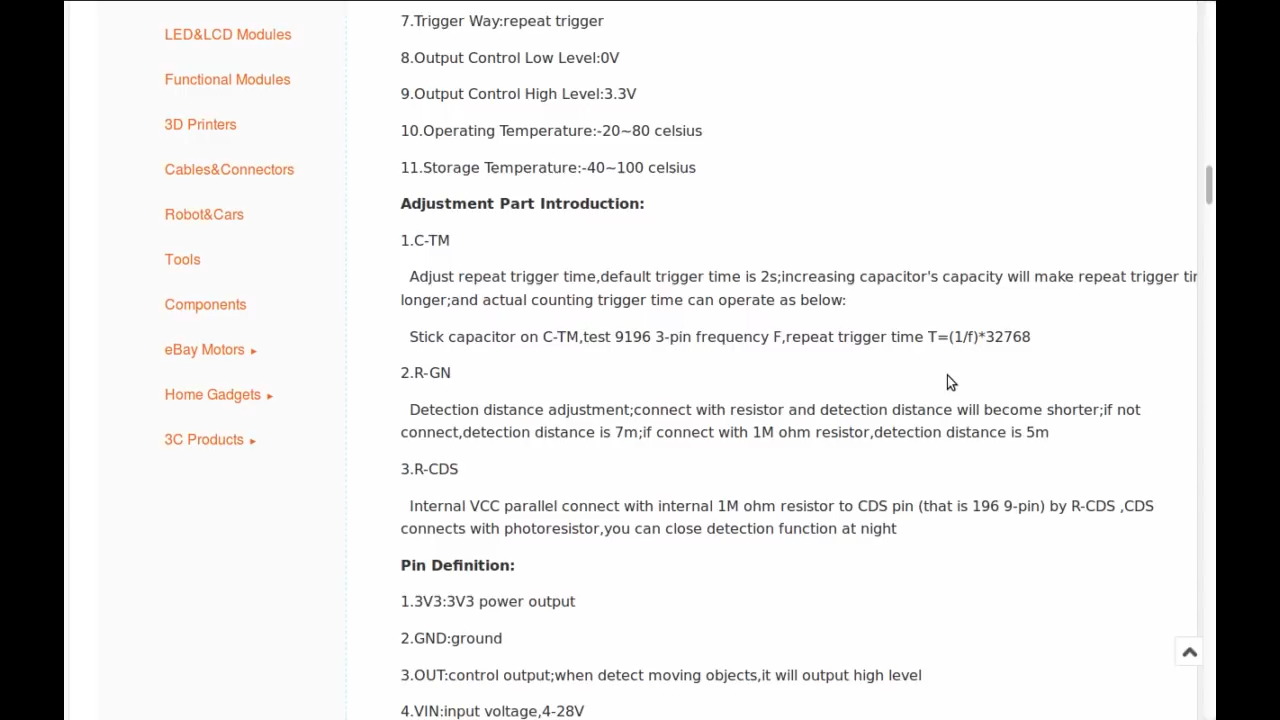 LED&LCD Modules
Functional Modules
3D Printers
Cables&Connectors
Robot&Cars
Tools
Components
eBay Motors ▸
Home Gadgets ▸
3C Products ▸
7.Trigger Way:repeat trigger
8.Output Control Low Level:0V
9.Output Control High Level:3.3V
10.Operating Temperature:-20~80 celsius
11.Storage Temperature:-40~100 celsius
Adjustment Part Introduction:
1.C-TM
Adjust repeat trigger time,default trigger time is 2s;increasing capacitor's capacity will make repeat trigger
longer;and actual counting trigger time can operate as below:
Stick capacitor on C-TM,test 9196 3-pin frequency F,repeat trigger time T=(1/f)*32768
2.R-GN
Detection distance adjustment;connect with resistor and detection distance will become shorter;if not
connect,detection distance is 7m;if connect with 1M ohm resistor,detection distance is 5m
3.R-CDS
Internal VCC parallel connect with internal 1M ohm resistor to CDS pin (that is 196 9-pin) by R-CDS ,CDS
connects with photoresistor,you can close detection function at night
Pin Definition:
1.3V3:3V3 power output
2.GND:ground
3.OUT:control output;when detect moving objects,it will output high level
4.VIN:input voltage,4-28V